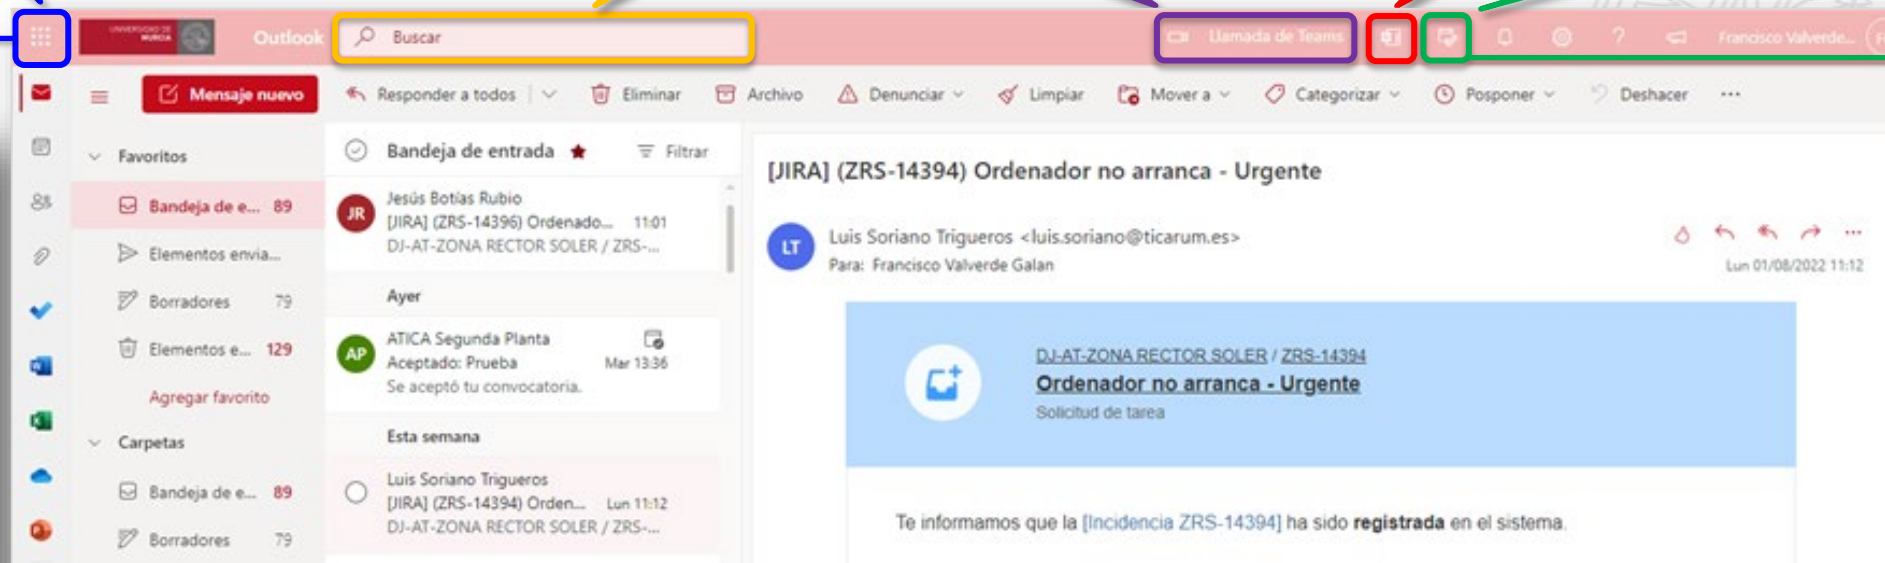 UNIVERSIDAD DE
MURCIA
Outlook
Buscar
Llamada de Teams
Francisco Valverde...
Mensaje nuevo
Responder a todos
Eliminar
Archivo
Denunciar
Limpiar
Mover a
Categorizar
Posponer
Deshacer
...
Favoritos
Bandeja de e... 89
Elementos envia...
Borradores 79
Elementos e... 129
Agregar favorito
Carpetas
Bandeja de e... 89
Borradores 79
Bandeja de entrada
Filtrar
JR
Jesús Botías Rubio
[JIRA] (ZRS-14396) Ordenado... 11:01
DJ-AT-ZONA RECTOR SOLER / ZRS-...
Ayer
AP
ATICA Segunda Planta
Aceptado: Prueba Mar 13:36
Se aceptó tu convocatoria.
Esta semana
Luis Soriano Trigueros
[JIRA] (ZRS-14394) Orden... Lun 11:12
DJ-AT-ZONA RECTOR SOLER / ZRS-...
[JIRA] (ZRS-14394) Ordenador no arranca - Urgente
LT
Luis Soriano Trigueros <luis.soriano@ticarum.es>
Para: Francisco Valverde Galan
Lun 01/08/2022 11:12
DJ-AT-ZONA RECTOR SOLER / ZRS-14394
Ordenador no arranca - Urgente
Solicitud de tarea
Te informamos que la [Incidencia ZRS-14394] ha sido registrada en el sistema.